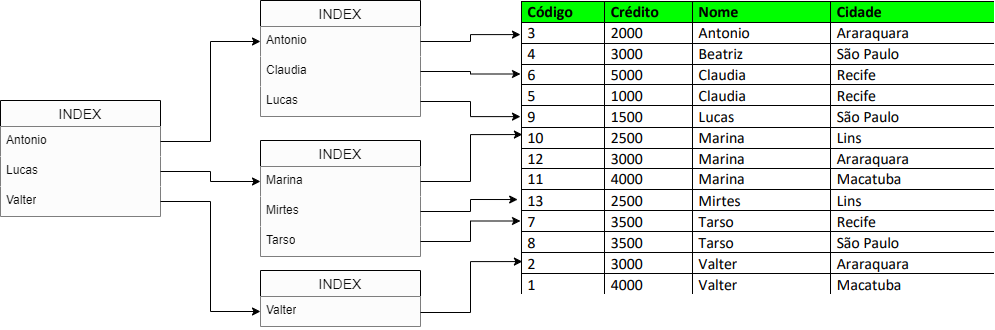 INDEX
Antonio
Lucas
Valter
INDEX
Antonio
Claudia
Lucas
INDEX
Marina
Mirtes
Tarso
INDEX
Valter
Código Crédito Nome Cidade
3 2000 Antonio Araraquara
4 3000 Beatriz São Paulo
6 5000 Claudia Recife
5 1000 Claudia Recife
9 1500 Lucas São Paulo
10 2500 Marina Lins
12 3000 Marina Araraquara
11 4000 Marina Macatuba
13 2500 Mirtes Lins
7 3500 Tarso Recife
8 3500 Tarso São Paulo
2 3000 Valter Araraquara
1 4000 Valter Macatuba